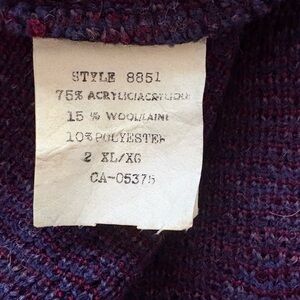 STYLE 8851
75% ACRYLIC/ACRYLIQUE
15 % WOOL/LAINE
10% POLYESTER
2 XL/XG
CA-05375